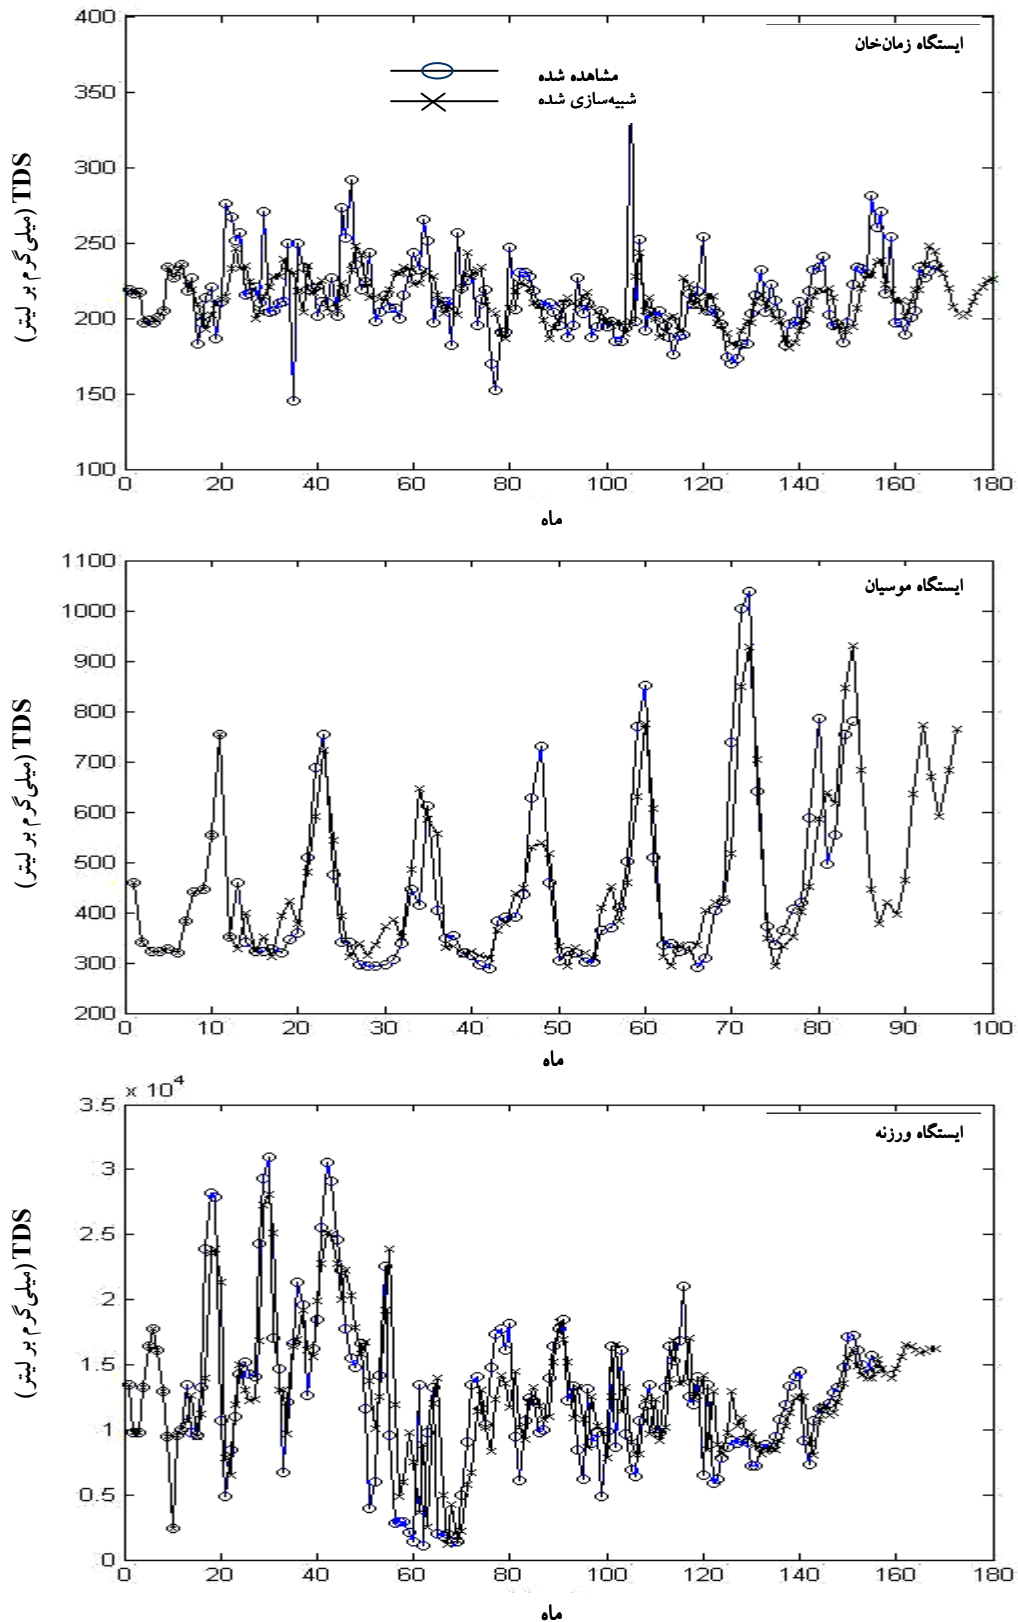 400
350
300
250
200
150
100
0 20 40 60 80 100 120 140 160 180
ایستگاه زمان‌خان
مشاهده شده
شبیه‌سازی شده
TDS (میلی‌گرم بر لیتر)
ماه
1100
1000
900
800
700
600
500
400
300
200
0 10 20 30 40 50 60 70 80 90 100
ایستگاه موسیان
TDS (میلی‌گرم بر لیتر)
ماه
x 10^4
3.5
3
2.5
2
1.5
1
0.5
0
0 20 40 60 80 100 120 140 160 180
ایستگاه ورزنه
TDS (میلی‌گرم بر لیتر)
ماه